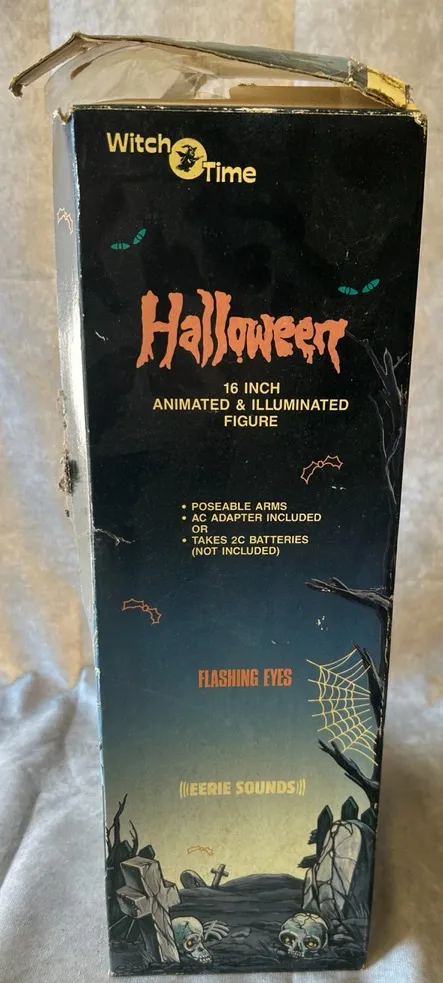 Witch
Time
Halloween
16 INCH
ANIMATED & ILLUMINATED
FIGURE
• POSEABLE ARMS
• AC ADAPTER INCLUDED
OR
• TAKES 2C BATTERIES
(NOT INCLUDED)
FLASHING EYES
EERIE SOUNDS